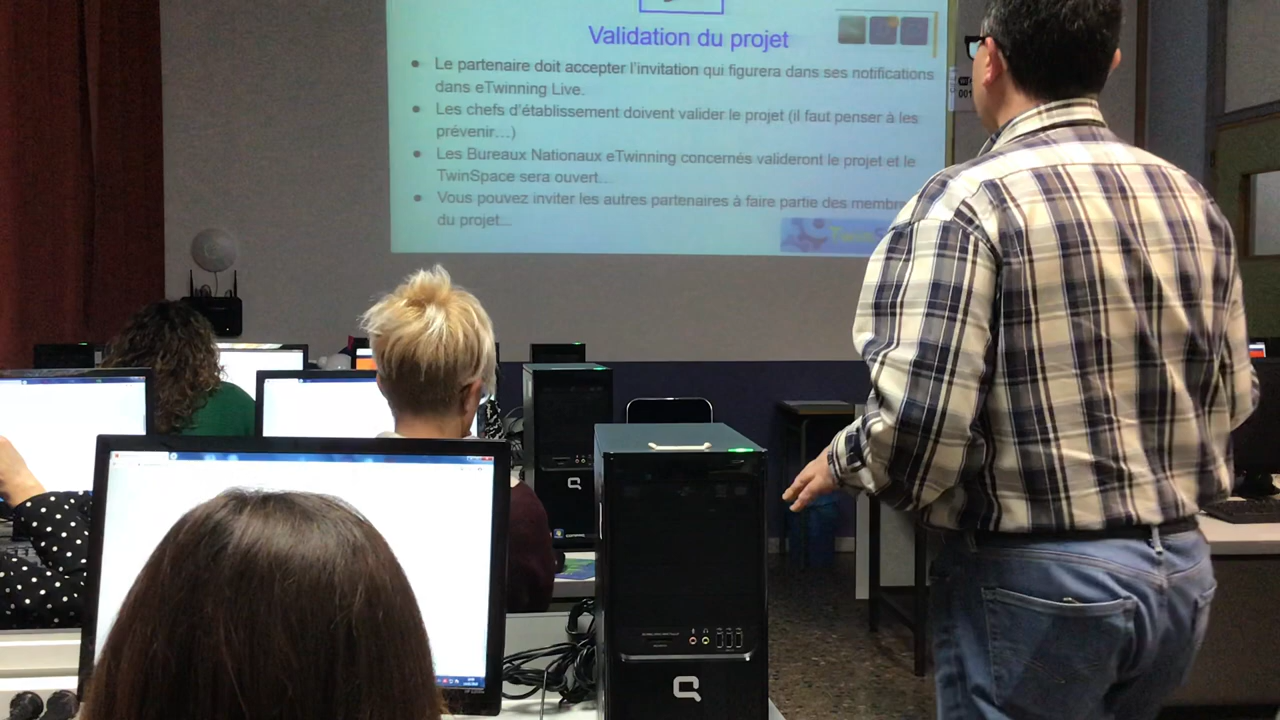 Validation du projet
Le partenaire doit accepter l'invitation qui figurera dans ses notifications
dans eTwinning Live.
Les chefs d'établissement doivent valider le projet (il faut penser à les
prévenir...)
Les Bureaux Nationaux eTwinning concernés valideront le projet et le
TwinSpace sera ouvert...
Vous pouvez inviter les autres partenaires à faire partie des
du projet...
001